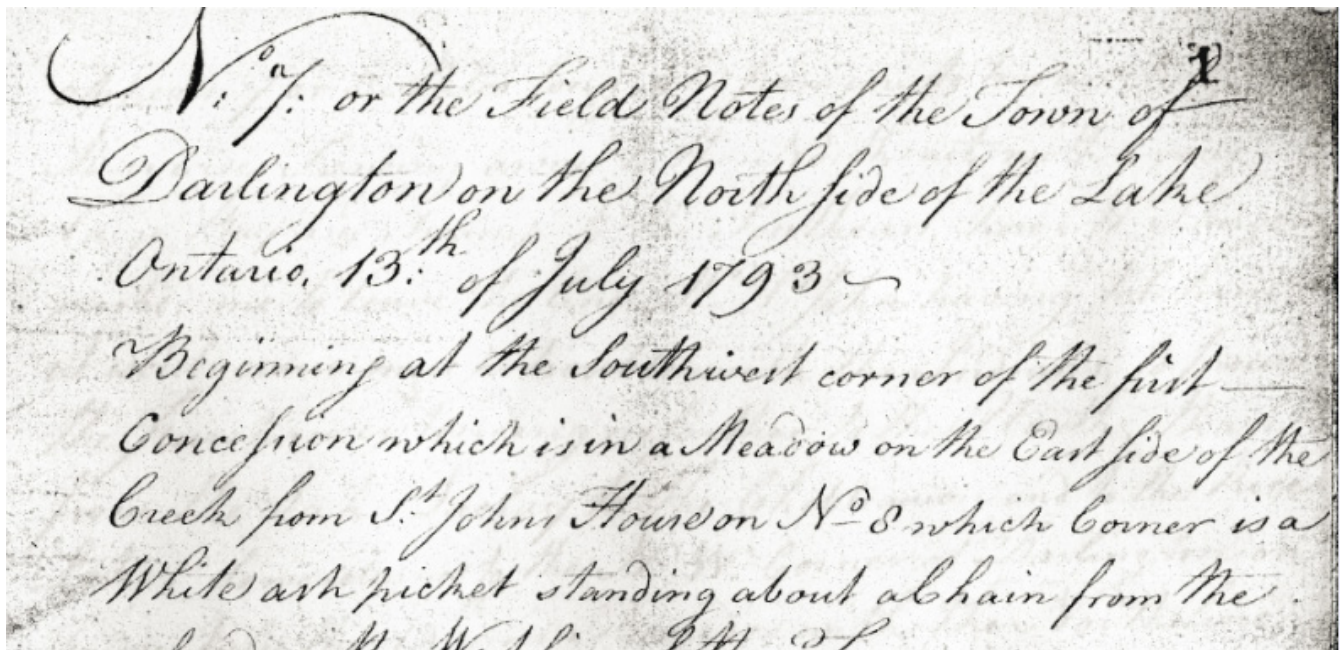 1
No: 7. or the Field Notes of the Town of
Darlington on the North side of the Lake
Ontario, 13:th of July 1793
Beginning at the Southwest corner of the first
Concession which is in a Meadow on the East side of the
Creek from St. Johns House on No 8 which Corner is a
White ash picket standing about a Chain from the